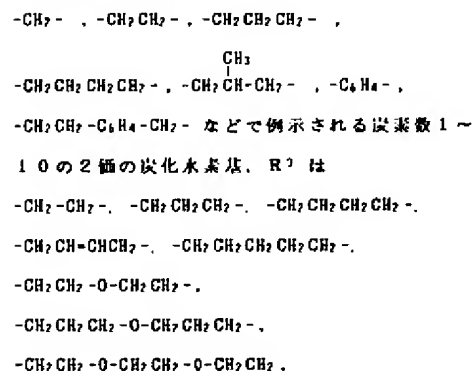 -CH₂- , -CH₂CH₂- , -CH₂CH₂CH₂- ,
CH₃
-CH₂CH₂CH₂CH₂- , -CH₂CH-CH₂- , -C₆H₄- ,
-CH₂CH₂-C₆H₄-CH₂- などで例示される炭素数1~
10の2価の炭化水素基、R³ は
-CH₂-CH₂-、 -CH₂CH₂CH₂-、 -CH₂CH₂CH₂CH₂-、
-CH₂CH=CHCH₂-、 -CH₂CH₂CH₂CH₂CH₂-、
-CH₂CH₂-O-CH₂CH₂-、
-CH₂CH₂CH₂-O-CH₂CH₂CH₂-、
-CH₂CH₂-O-CH₂CH₂-O-CH₂CH₂、